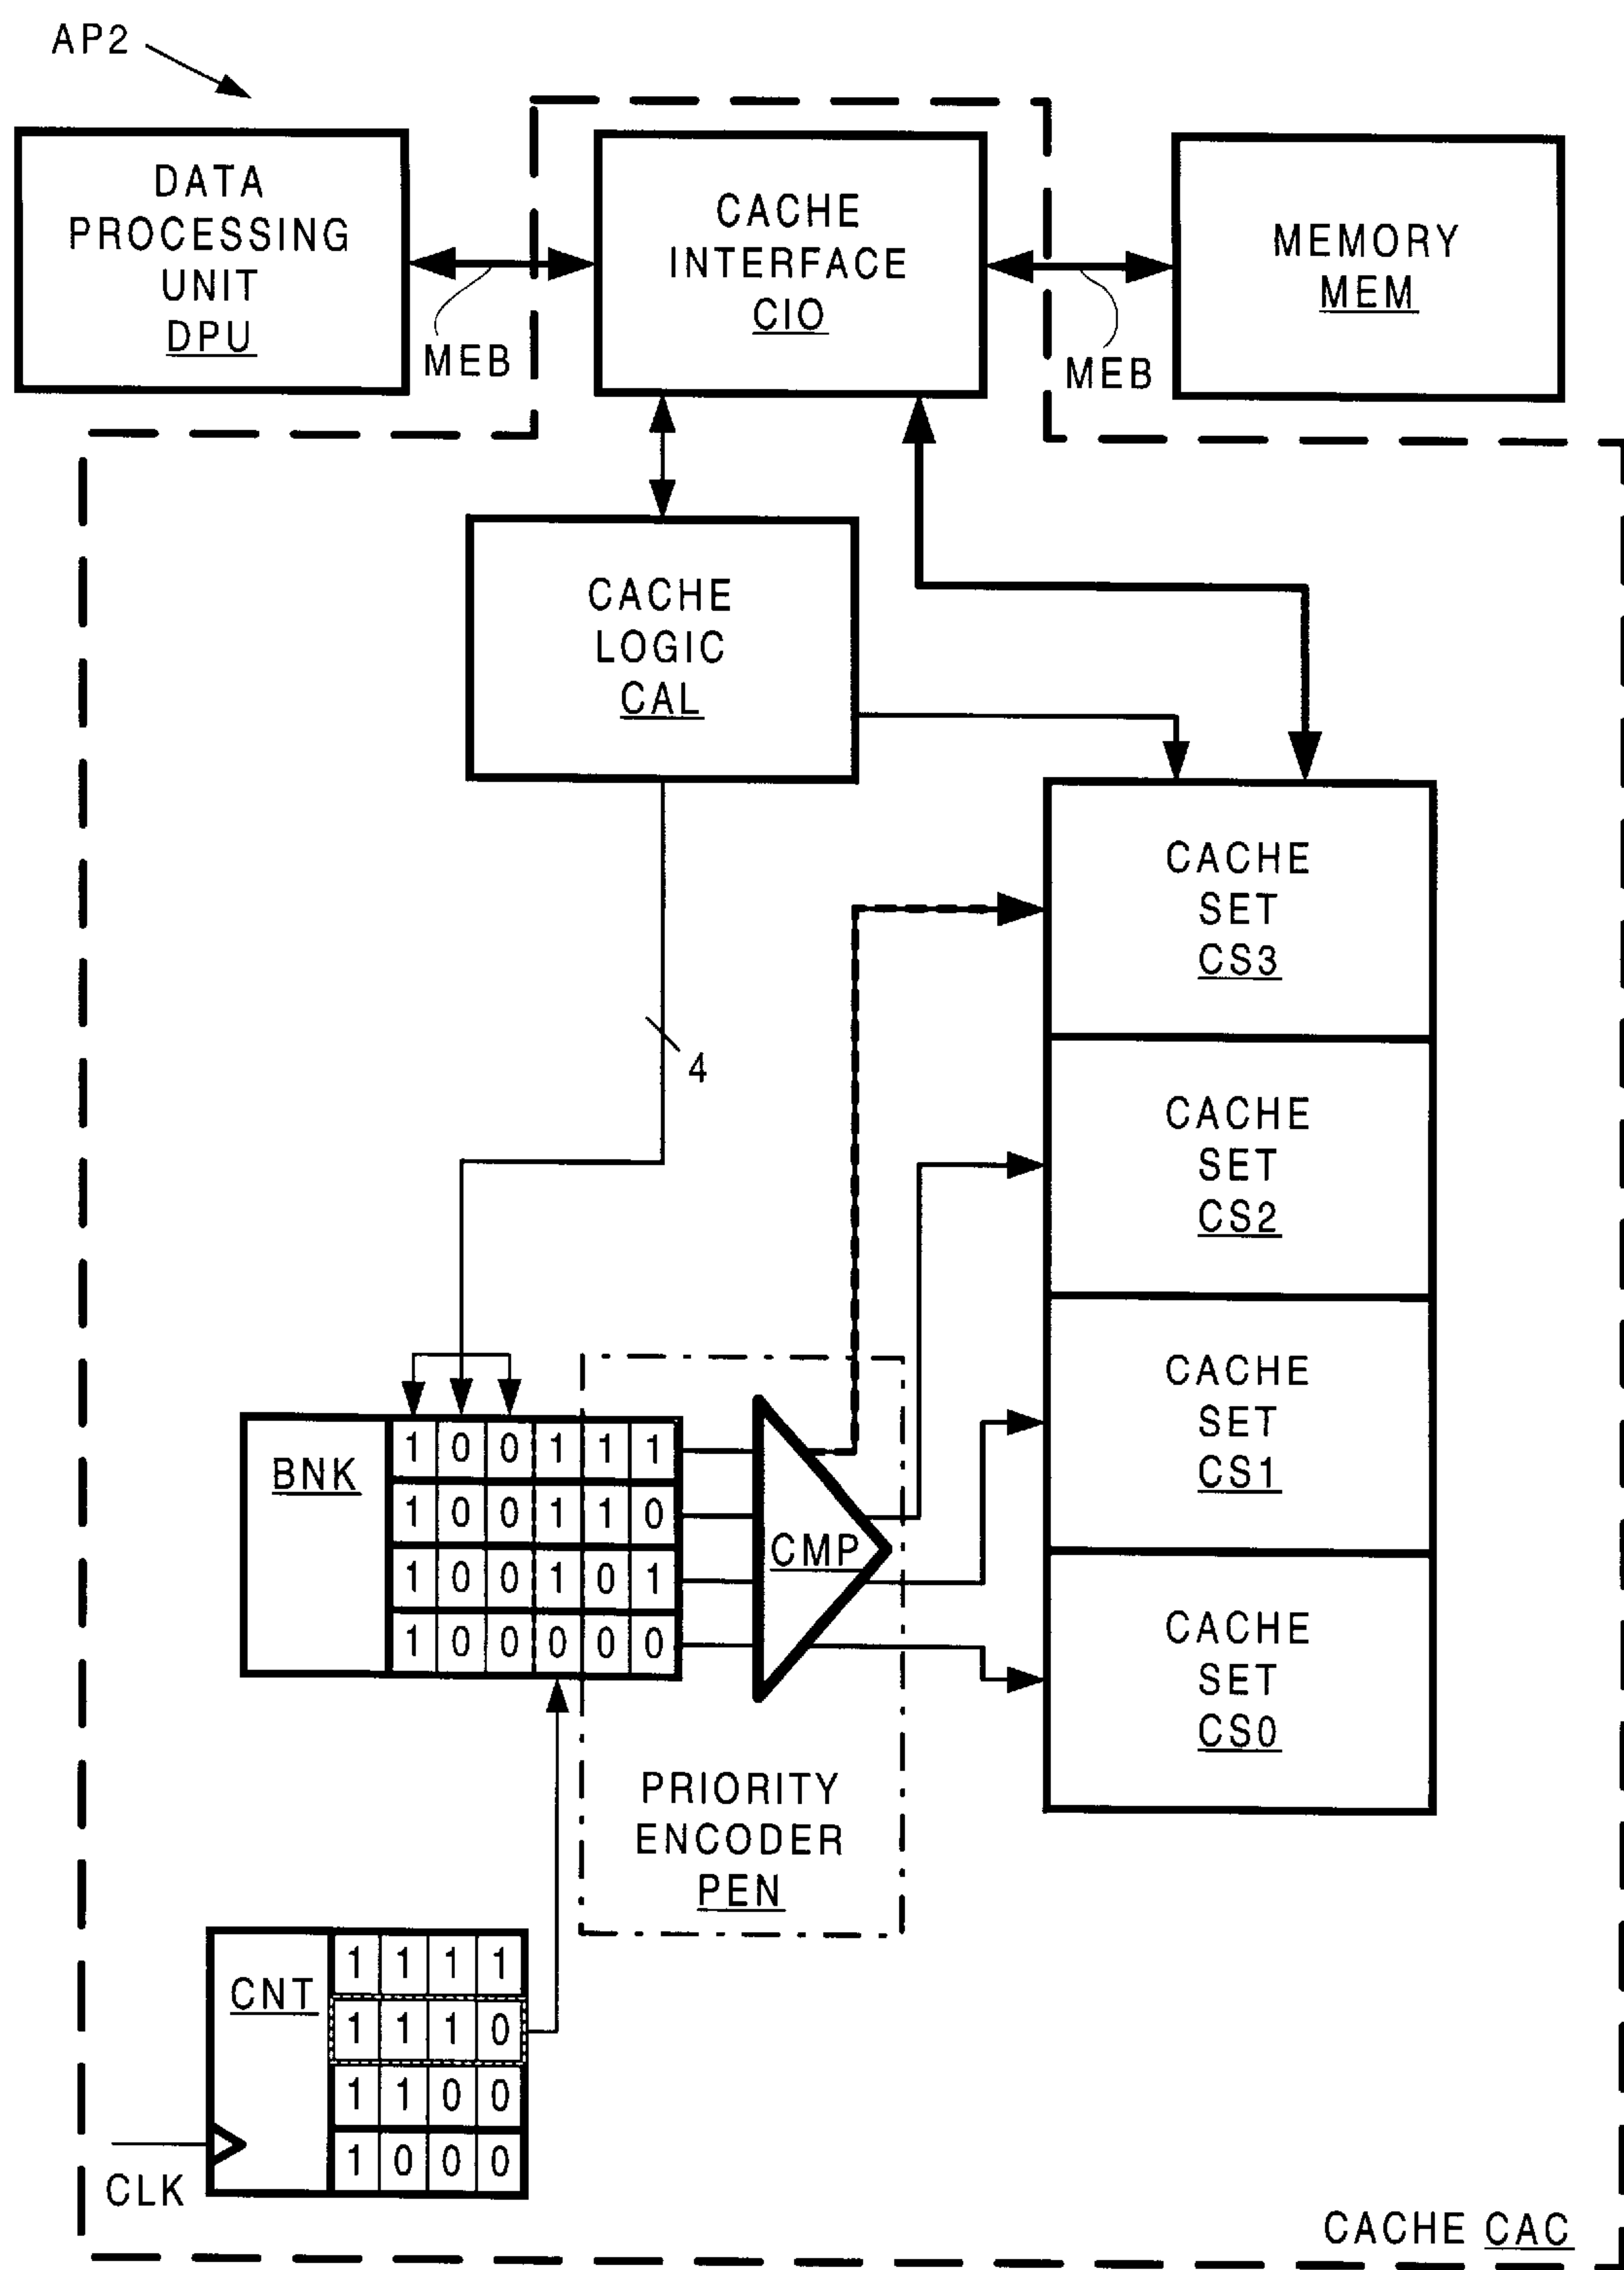 AP2
DATA
PROCESSING
UNIT
DPU
MEB
CACHE
INTERFACE
CIO
MEB
MEMORY
MEM
CACHE
LOGIC
CAL
4
CACHE
SET
CS3
CACHE
SET
CS2
CACHE
SET
CS1
CACHE
SET
CS0
BNK
1 0 0 1 1 1
1 0 0 1 1 0
1 0 0 1 0 1
1 0 0 0 0 0
CMP
PRIORITY
ENCODER
PEN
CNT
1 1 1 1
1 1 1 0
1 1 0 0
1 0 0 0
CLK
CACHE CAC